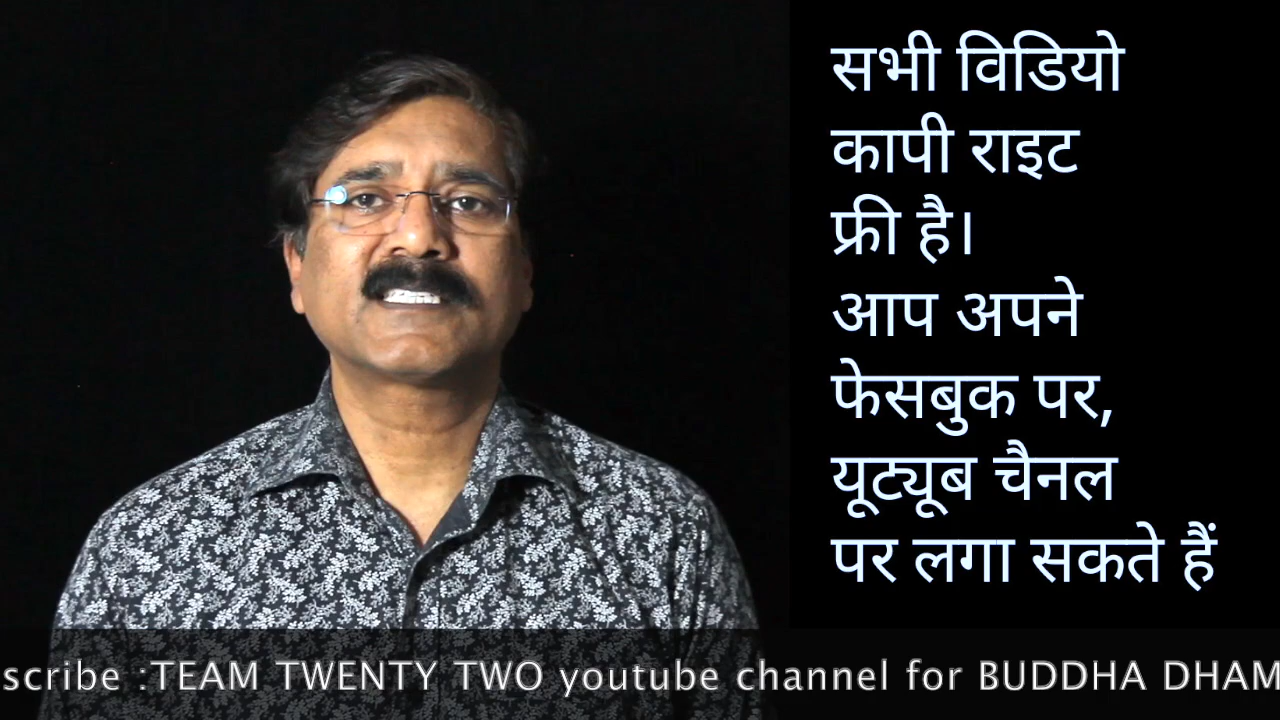 सभी विडियो
कापी राइट
फ्री है।
आप अपने
फेसबुक पर,
यूट्यूब चैनल
पर लगा सकते हैं
scribe :TEAM TWENTY TWO youtube channel for BUDDHA DHAM